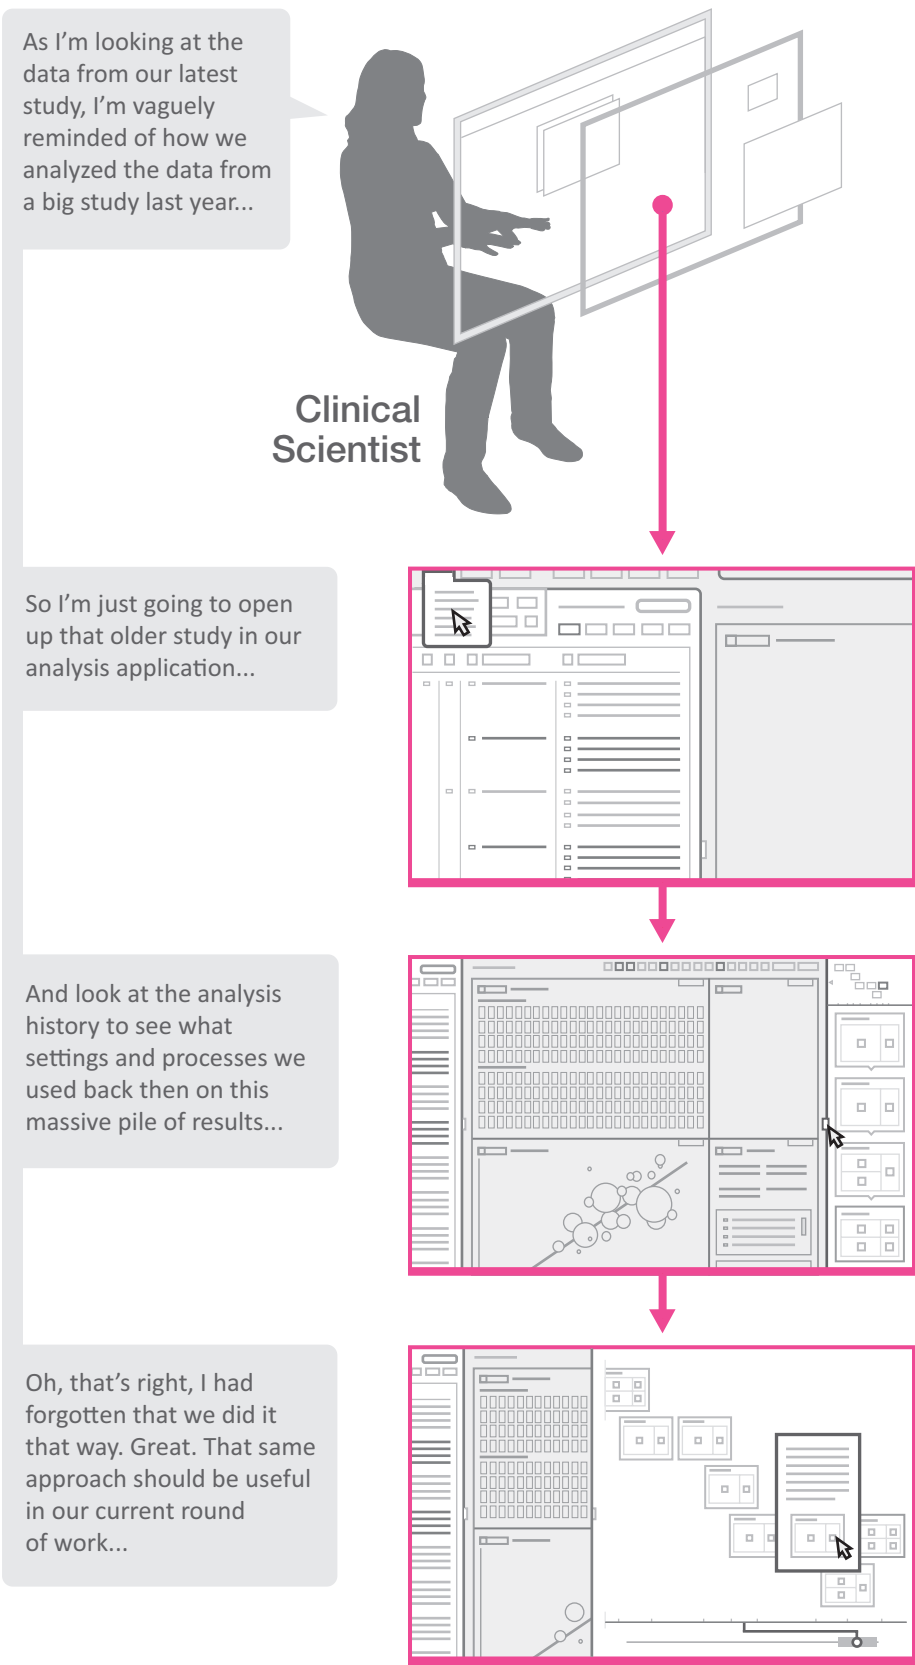 As I’m looking at the
data from our latest
study, I’m vaguely
reminded of how we
analyzed the data from
a big study last year...
Clinical
Scientist
So I’m just going to open
up that older study in our
analysis application...
And look at the analysis
history to see what
settings and processes we
used back then on this
massive pile of results...
Oh, that’s right, I had
forgotten that we did it
that way. Great. That same
approach should be useful
in our current round
of work...